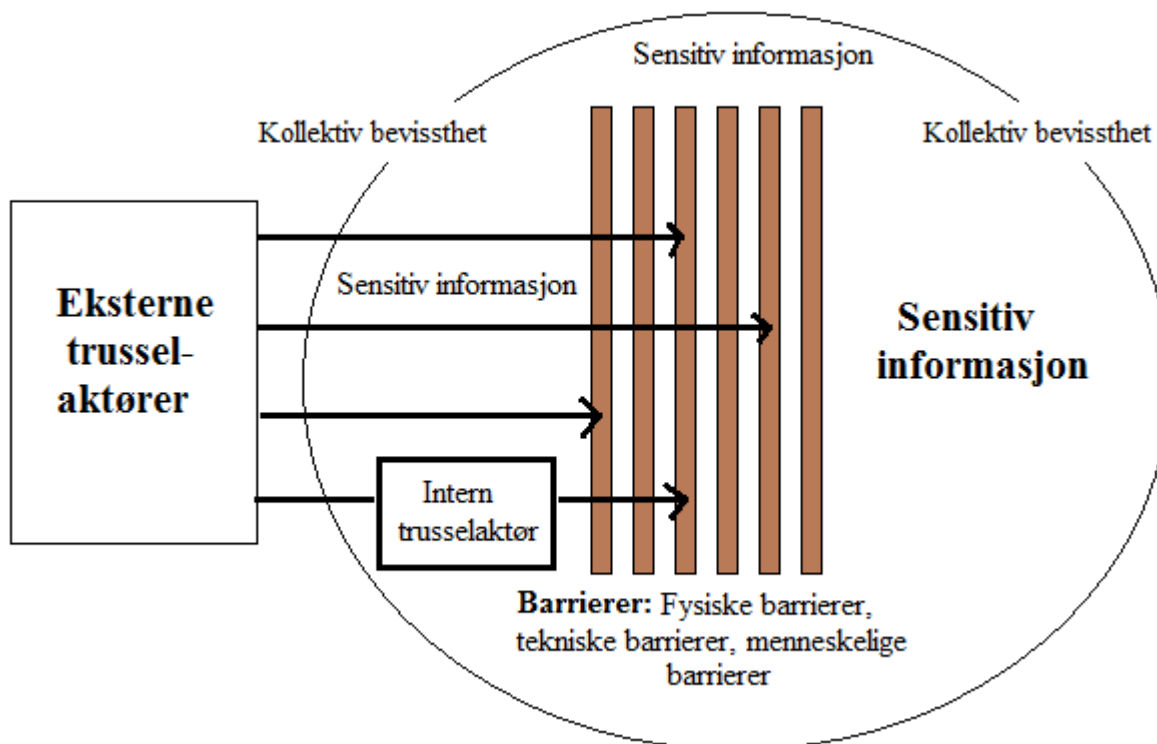 Sensitiv informasjon
Kollektiv bevissthet
Kollektiv bevissthet
Eksterne
trussel-
aktører
Sensitiv informasjon
Sensitiv
informasjon
Intern
trusselaktør
Barrierer: Fysiske barrierer,
tekniske barrierer, menneskelige
barrierer